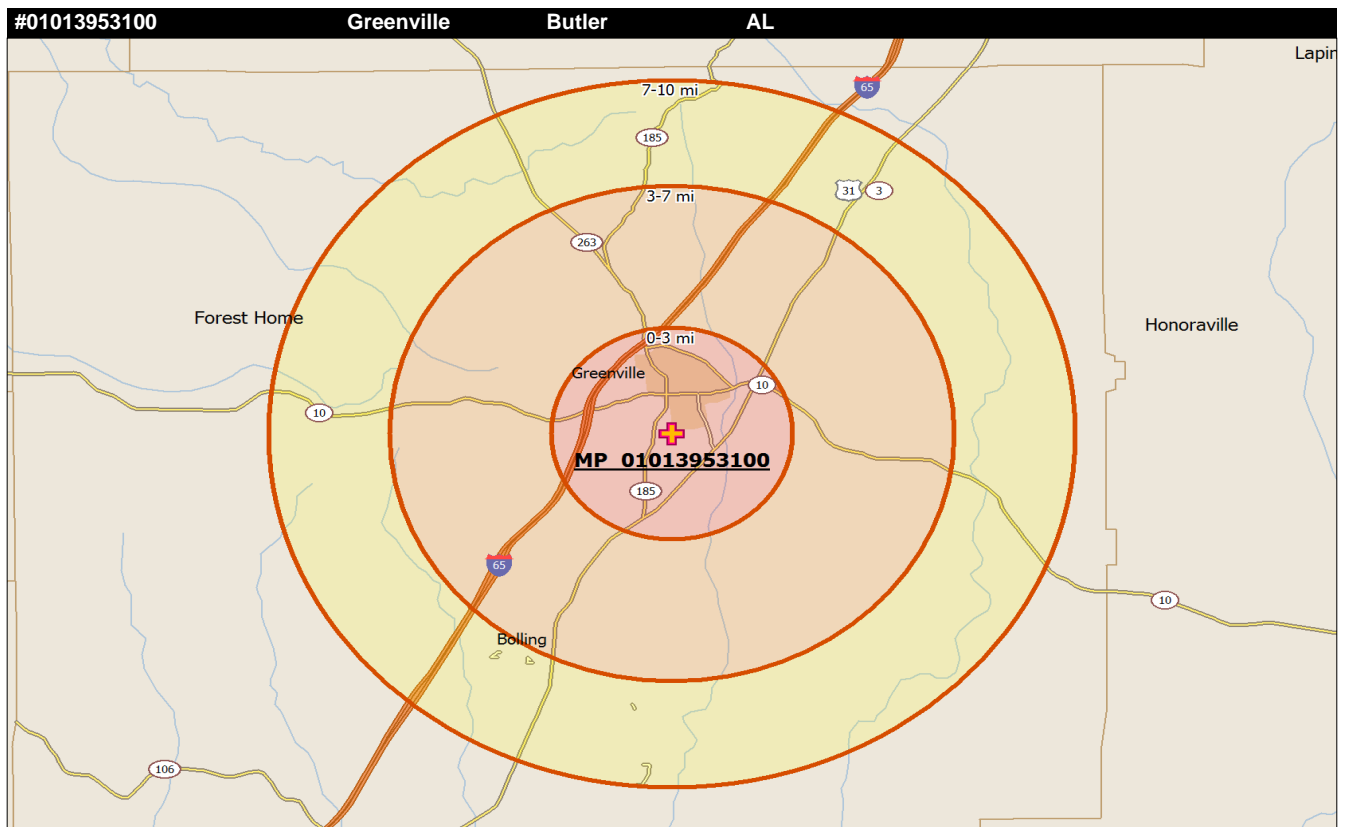 #01013953100 Greenville Butler AL
Lapin
7-10 mi
65
185
31 3
3-7 mi
263
Forest Home
Honoraville
0-3 mi
Greenville
10
10
MP 01013953100
185
65
10
Bolling
106